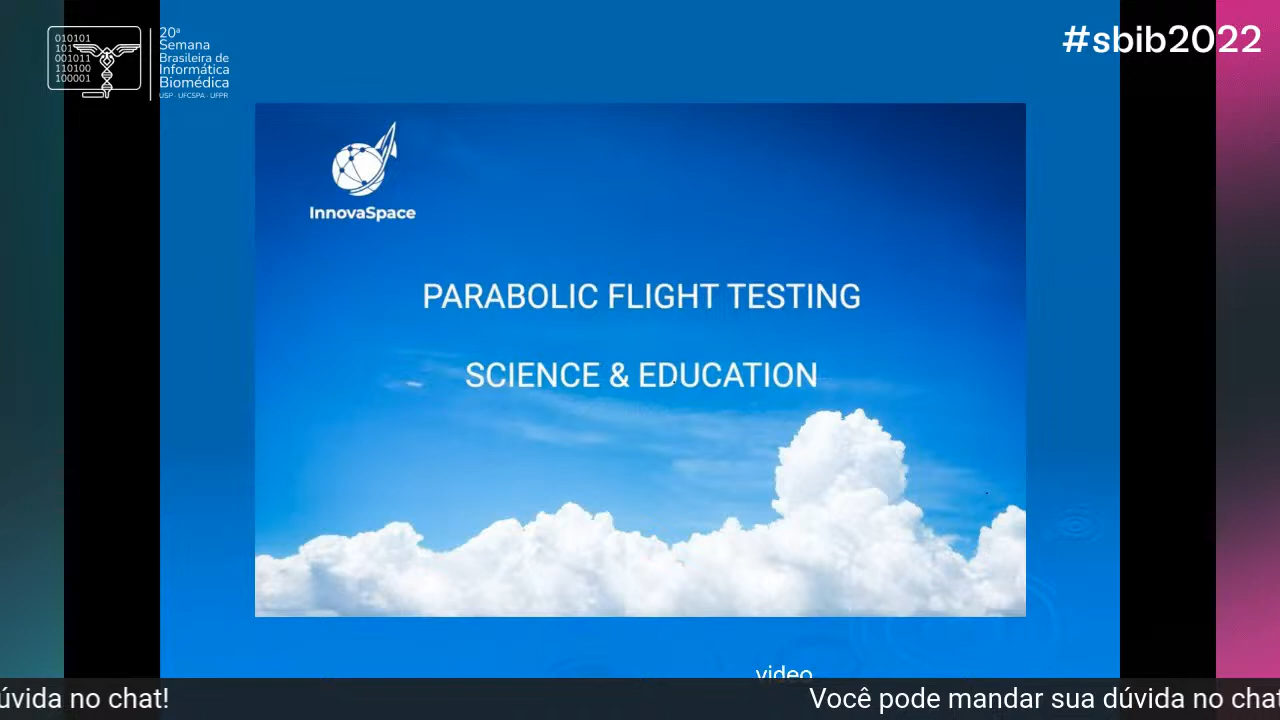 010101
101
001011
110100
100001
20ª
Semana
Brasileira de
Informática
Biomédica
USP - UFCSPA - UFPR
#sbib2022
InnovaSpace
PARABOLIC FLIGHT TESTING
SCIENCE & EDUCATION
video
úvida no chat!
Você pode mandar sua dúvida no chat